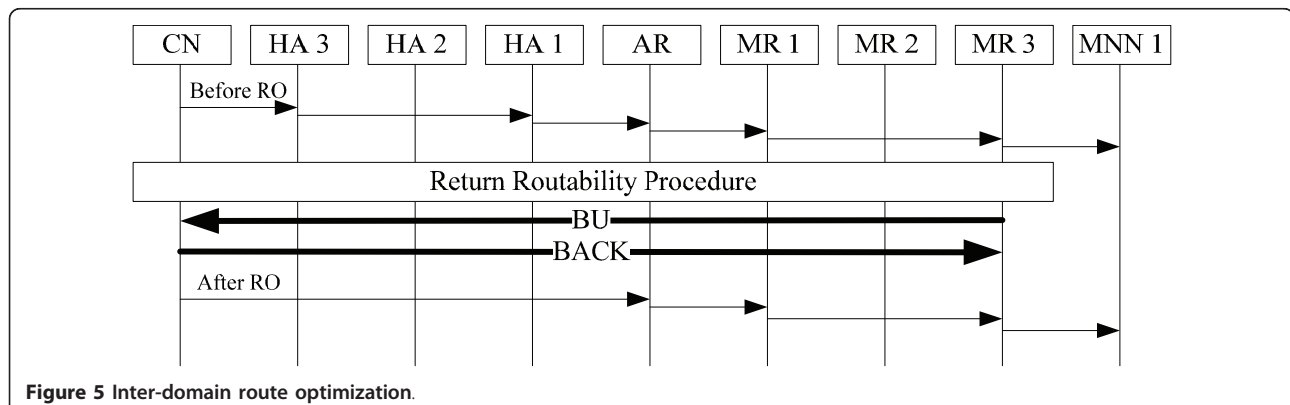 CN HA 3 HA 2 HA 1 AR MR 1 MR 2 MR 3 MNN 1
Before RO
Return Routability Procedure
BU
BACK
After RO
Figure 5 Inter-domain route optimization.